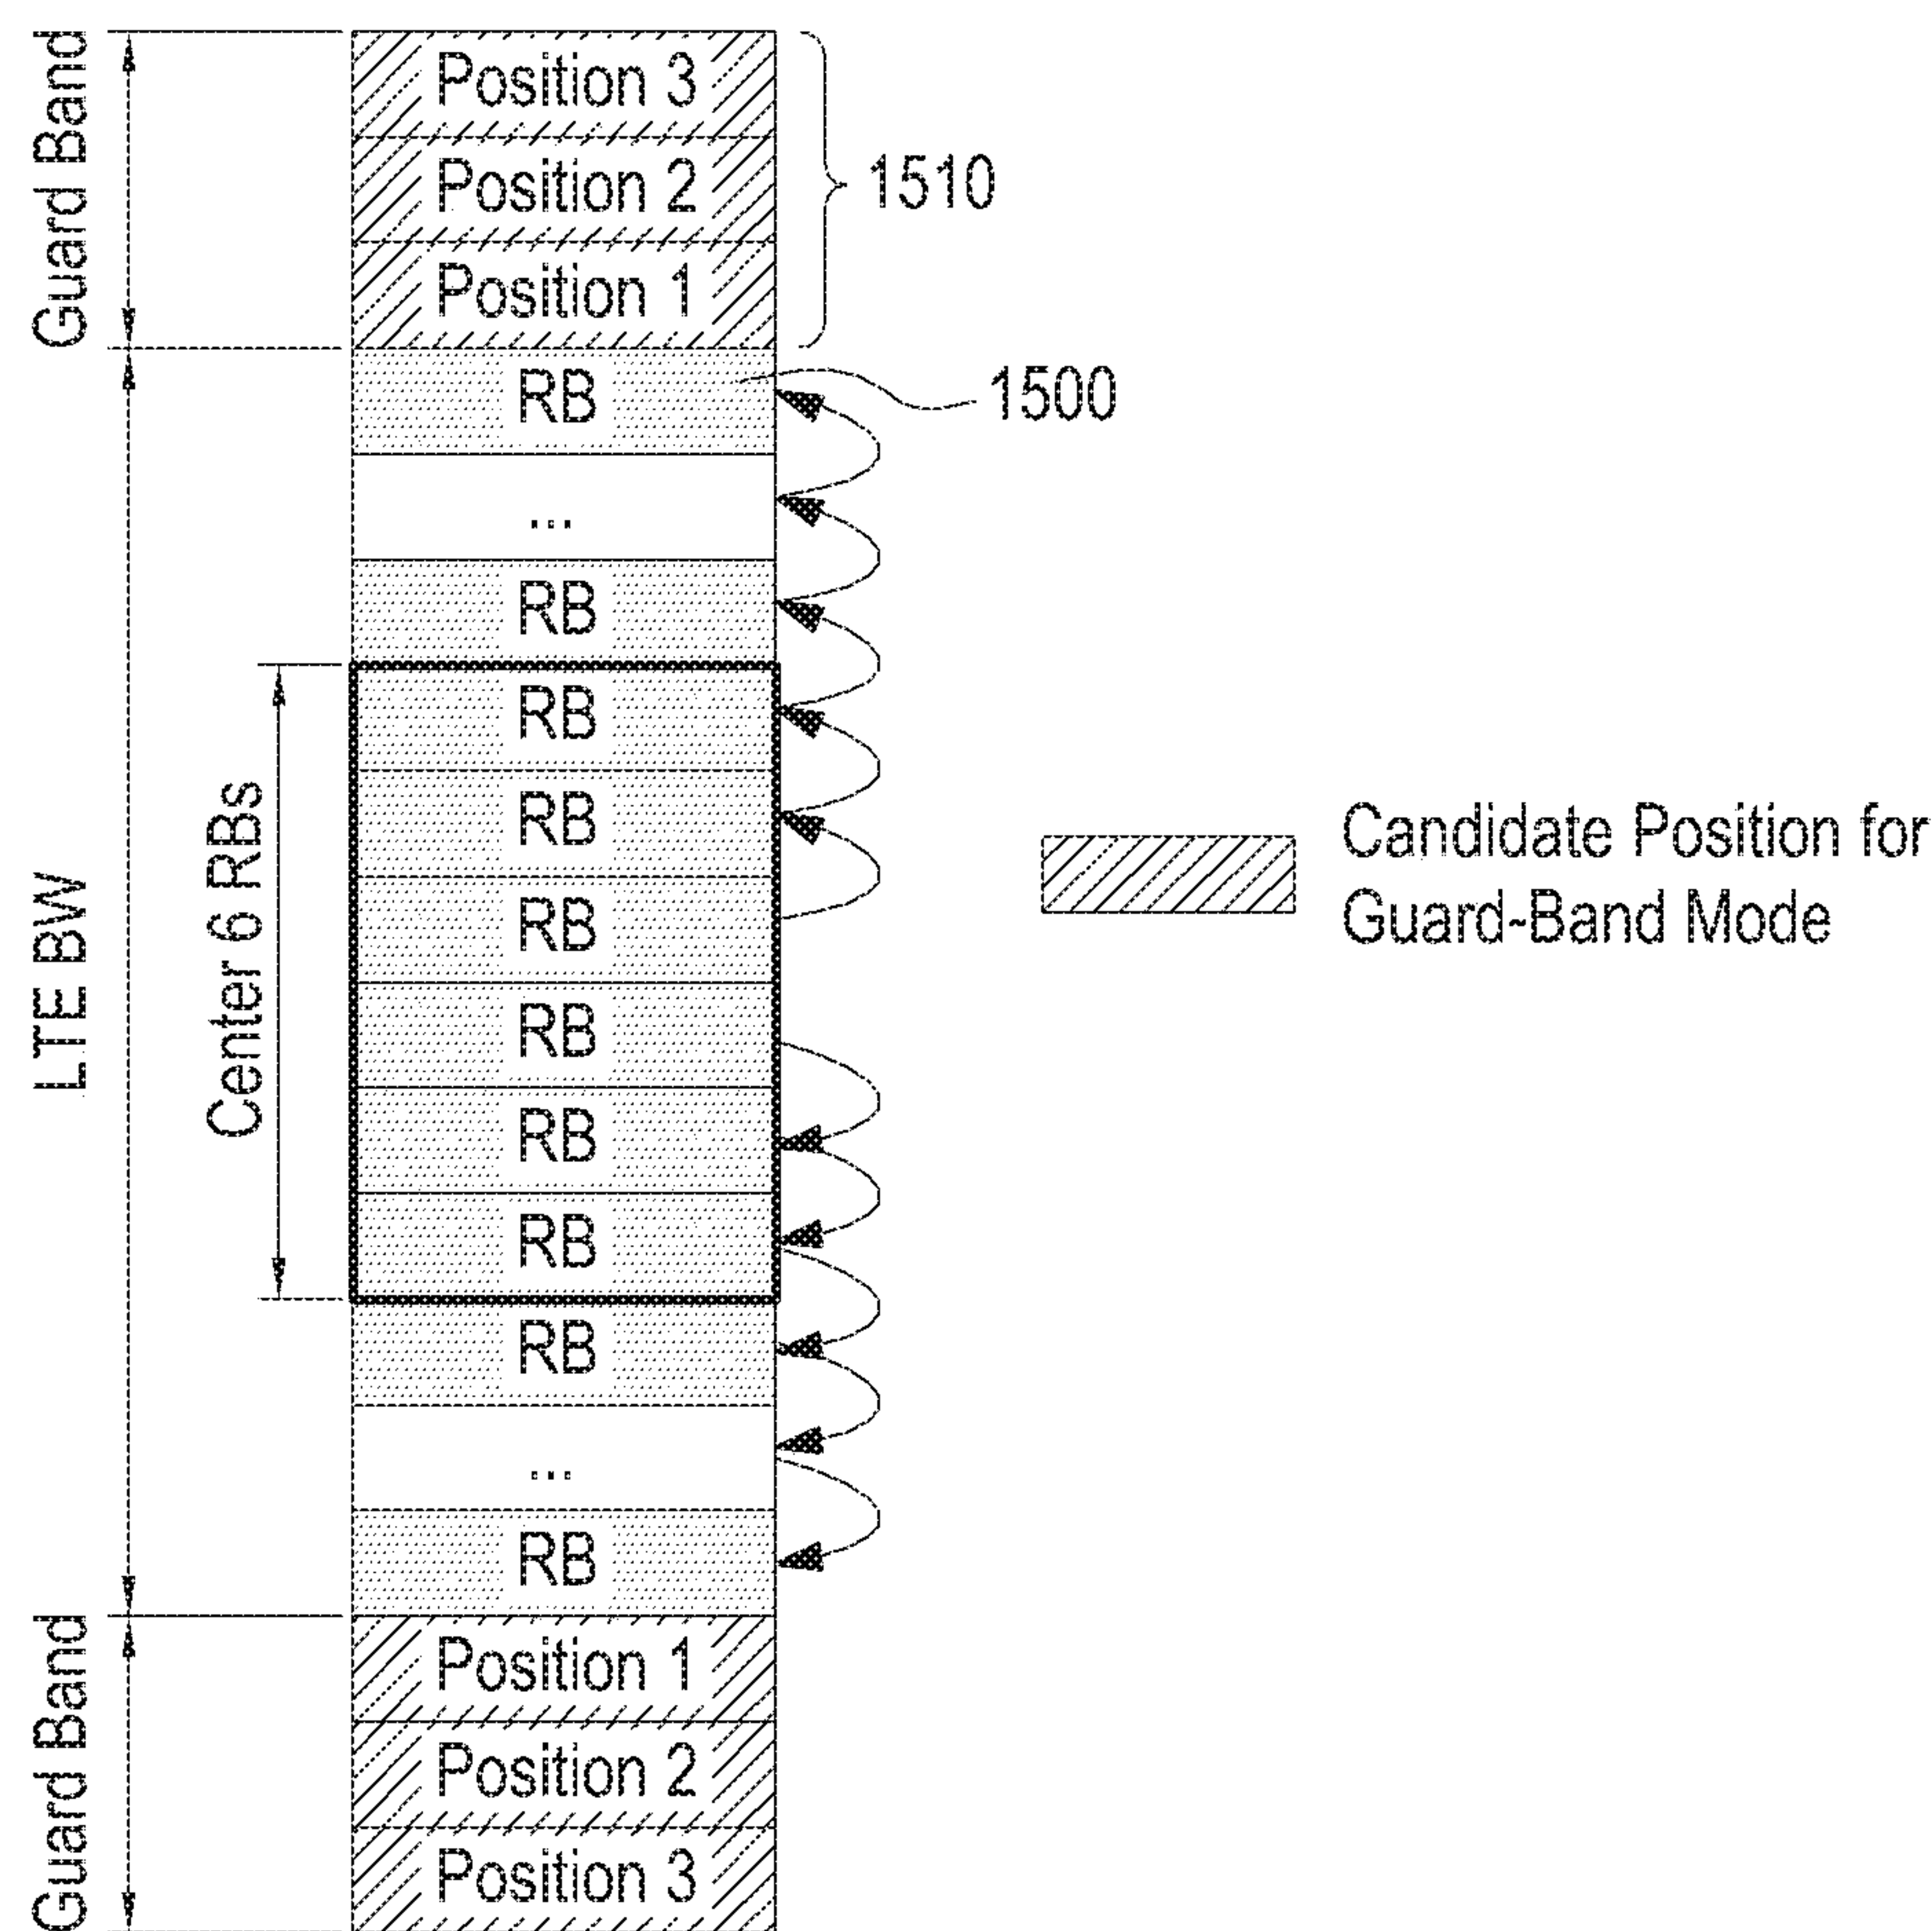 Guard Band
Position 3
Position 2
1510
Position 1
RB
1500
...
RB
LTE BW
Center 6 RBs
RB
RB
RB
RB
RB
RB
Candidate Position for
Guard-Band Mode
RB
...
RB
Guard Band
Position 1
Position 2
Position 3